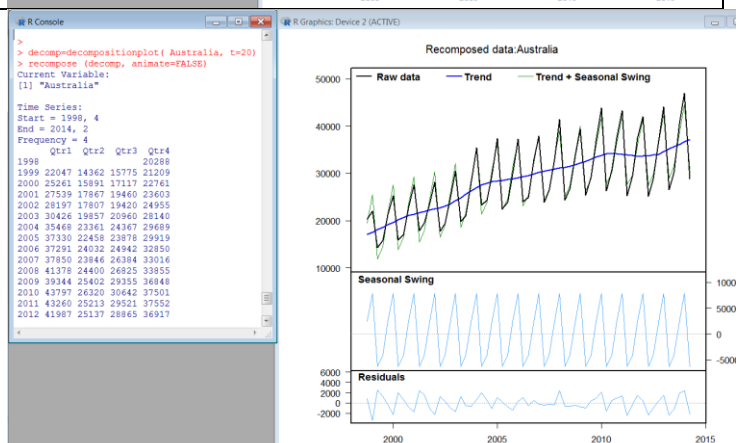 R Console
>
> decomp=decompositionplot( Australia, t=20)
> recompose (decomp, animate=FALSE)
Current Variable:
[1] "Australia"
Time Series:
Start = 1998, 4
End = 2014, 2
Frequency = 4
Qtr1 Qtr2 Qtr3 Qtr4
1998 20288
1999 22047 14362 15775 21209
2000 25261 15891 17117 22761
2001 27539 17867 19460 23603
2002 28197 17807 19420 24955
2003 30426 19857 20960 28140
2004 35468 23361 24367 29689
2005 37330 22458 23878 29919
2006 37291 24032 24942 32850
2007 37850 23846 26384 33016
2008 41378 24400 26825 33855
2009 39344 25402 29355 36848
2010 43797 26320 30642 37501
2011 43260 25213 29521 37552
2012 41987 25137 28865 36917
R Graphics: Device 2 (ACTIVE)
Recomposed data:Australia
Raw data Trend Trend + Seasonal Swing
50000
40000
30000
20000
10000
Seasonal Swing
5000
0
-5000
Residuals
6000
4000
2000
0
-2000
2000 2005 2010 2015